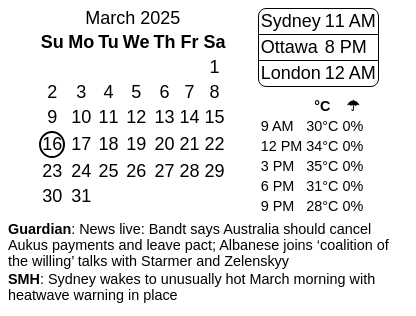 March 2025
Su Mo Tu We Th Fr Sa
1
2 3 4 5 6 7 8
9 10 11 12 13 14 15
16 17 18 19 20 21 22
23 24 25 26 27 28 29
30 31
Sydney 11 AM
Ottawa 8 PM
London 12 AM
°C ☂
9 AM 30°C 0%
12 PM 34°C 0%
3 PM 35°C 0%
6 PM 31°C 0%
9 PM 28°C 0%
Guardian: News live: Bandt says Australia should cancel
Aukus payments and leave pact; Albanese joins ‘coalition of
the willing’ talks with Starmer and Zelenskyy
SMH: Sydney wakes to unusually hot March morning with
heatwave warning in place